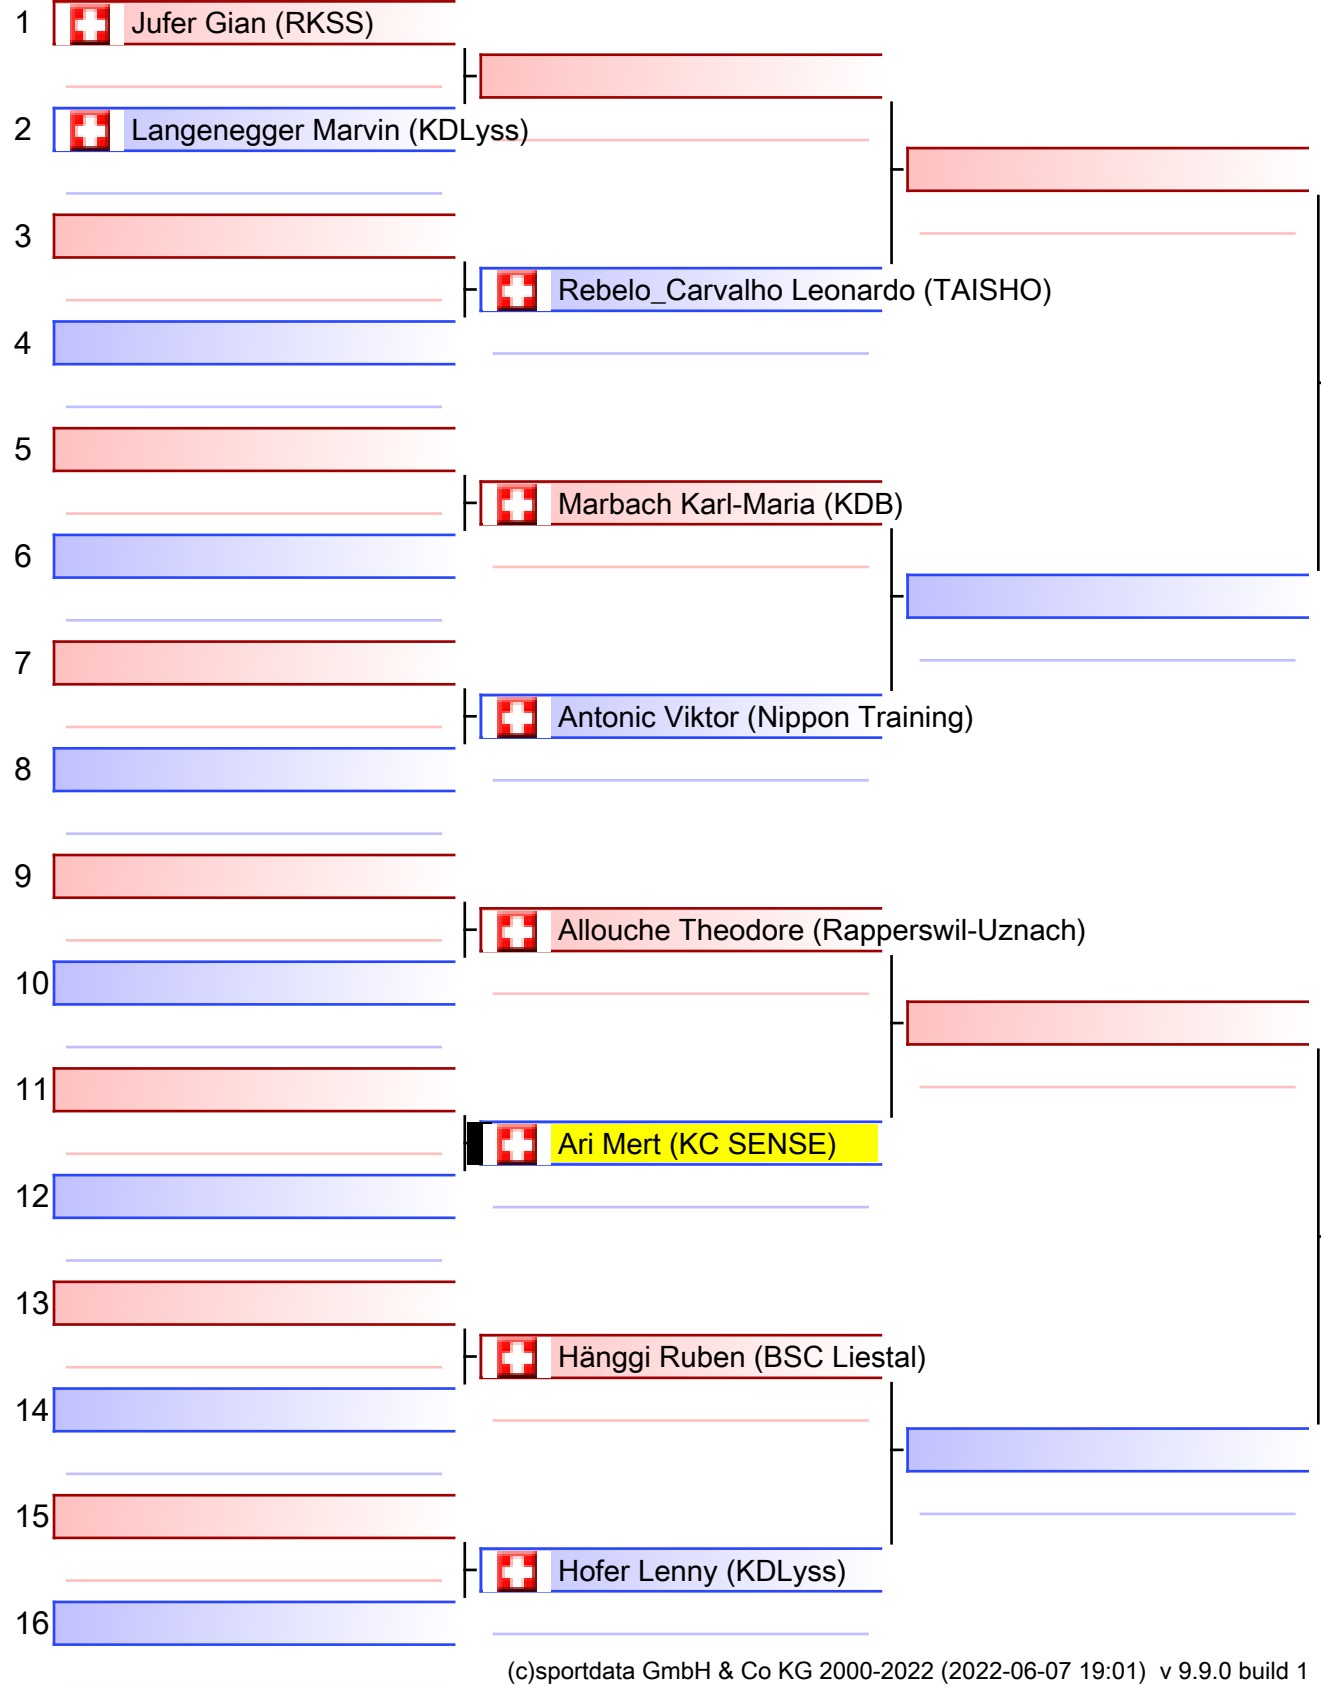 1 Jufer Gian (RKSS)
2 Langenegger Marvin (KDLyss)
3
Rebelo_Carvalho Leonardo (TAISHO)
4
5
Marbach Karl-Maria (KDB)
6
7
Antonic Viktor (Nippon Training)
8
9
Allouche Theodore (Rapperswil-Uznach)
10
11
Ari Mert (KC SENSE)
12
13
Hänggi Ruben (BSC Liestal)
14
15
Hofer Lenny (KDLyss)
16
(c)sportdata GmbH & Co KG 2000-2022 (2022-06-07 19:01) v 9.9.0 build 1